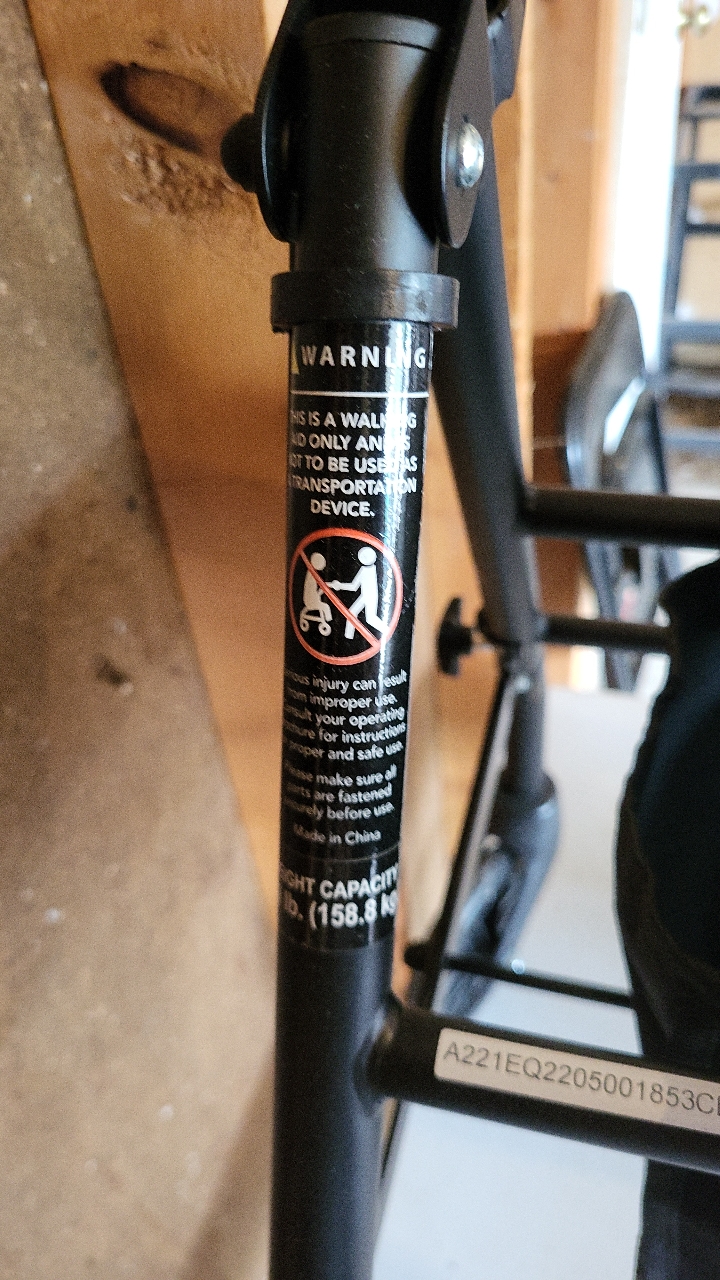 WARNING
THIS IS A WALKING
AID ONLY AND IS
NOT TO BE USED AS
A TRANSPORTATION
DEVICE.
injury can result
from improper use.
Consult your operating
brochure for instructions
proper and safe use.
Please make sure all
parts are fastened
securely before use.
Made in China
WEIGHT CAPACITY
lb. (158.8 kg
A221EQ2205001853C